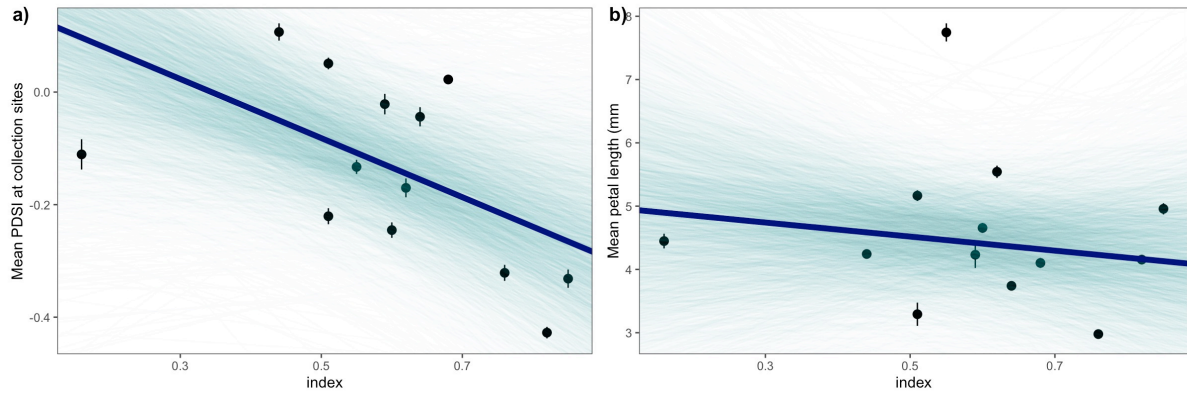 a)
Mean PDSI at collection sites
0.0
-0.2
-0.4
0.3 0.5 0.7
index
b)
Mean petal length (mm
8
7
6
5
4
3
0.3 0.5 0.7
index